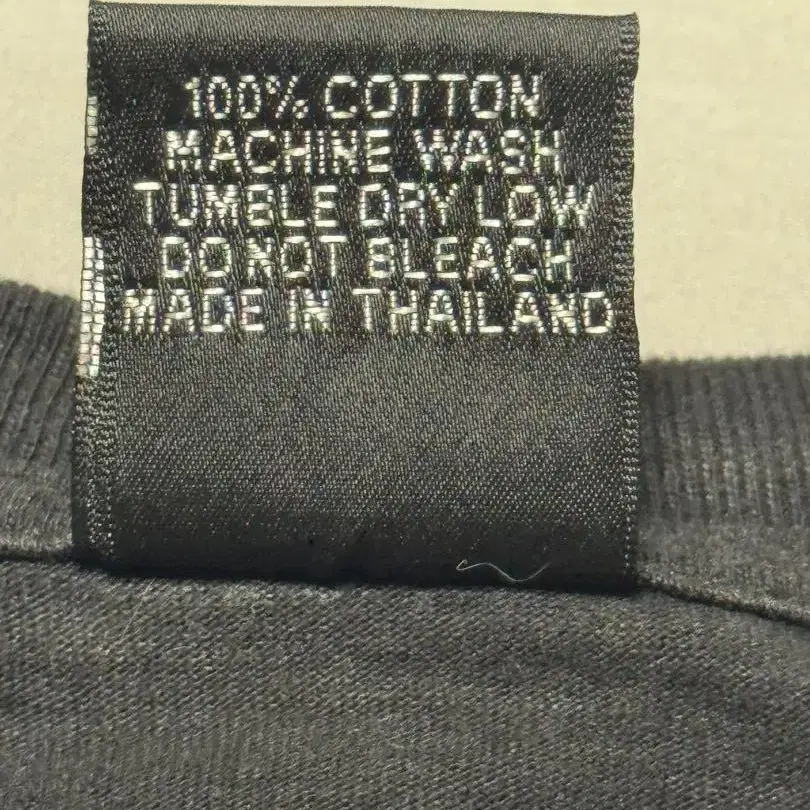 100% COTTON
MACHINE WASH
TUMBLE DRY LOW
DO NOT BLEACH
MADE IN THAILAND